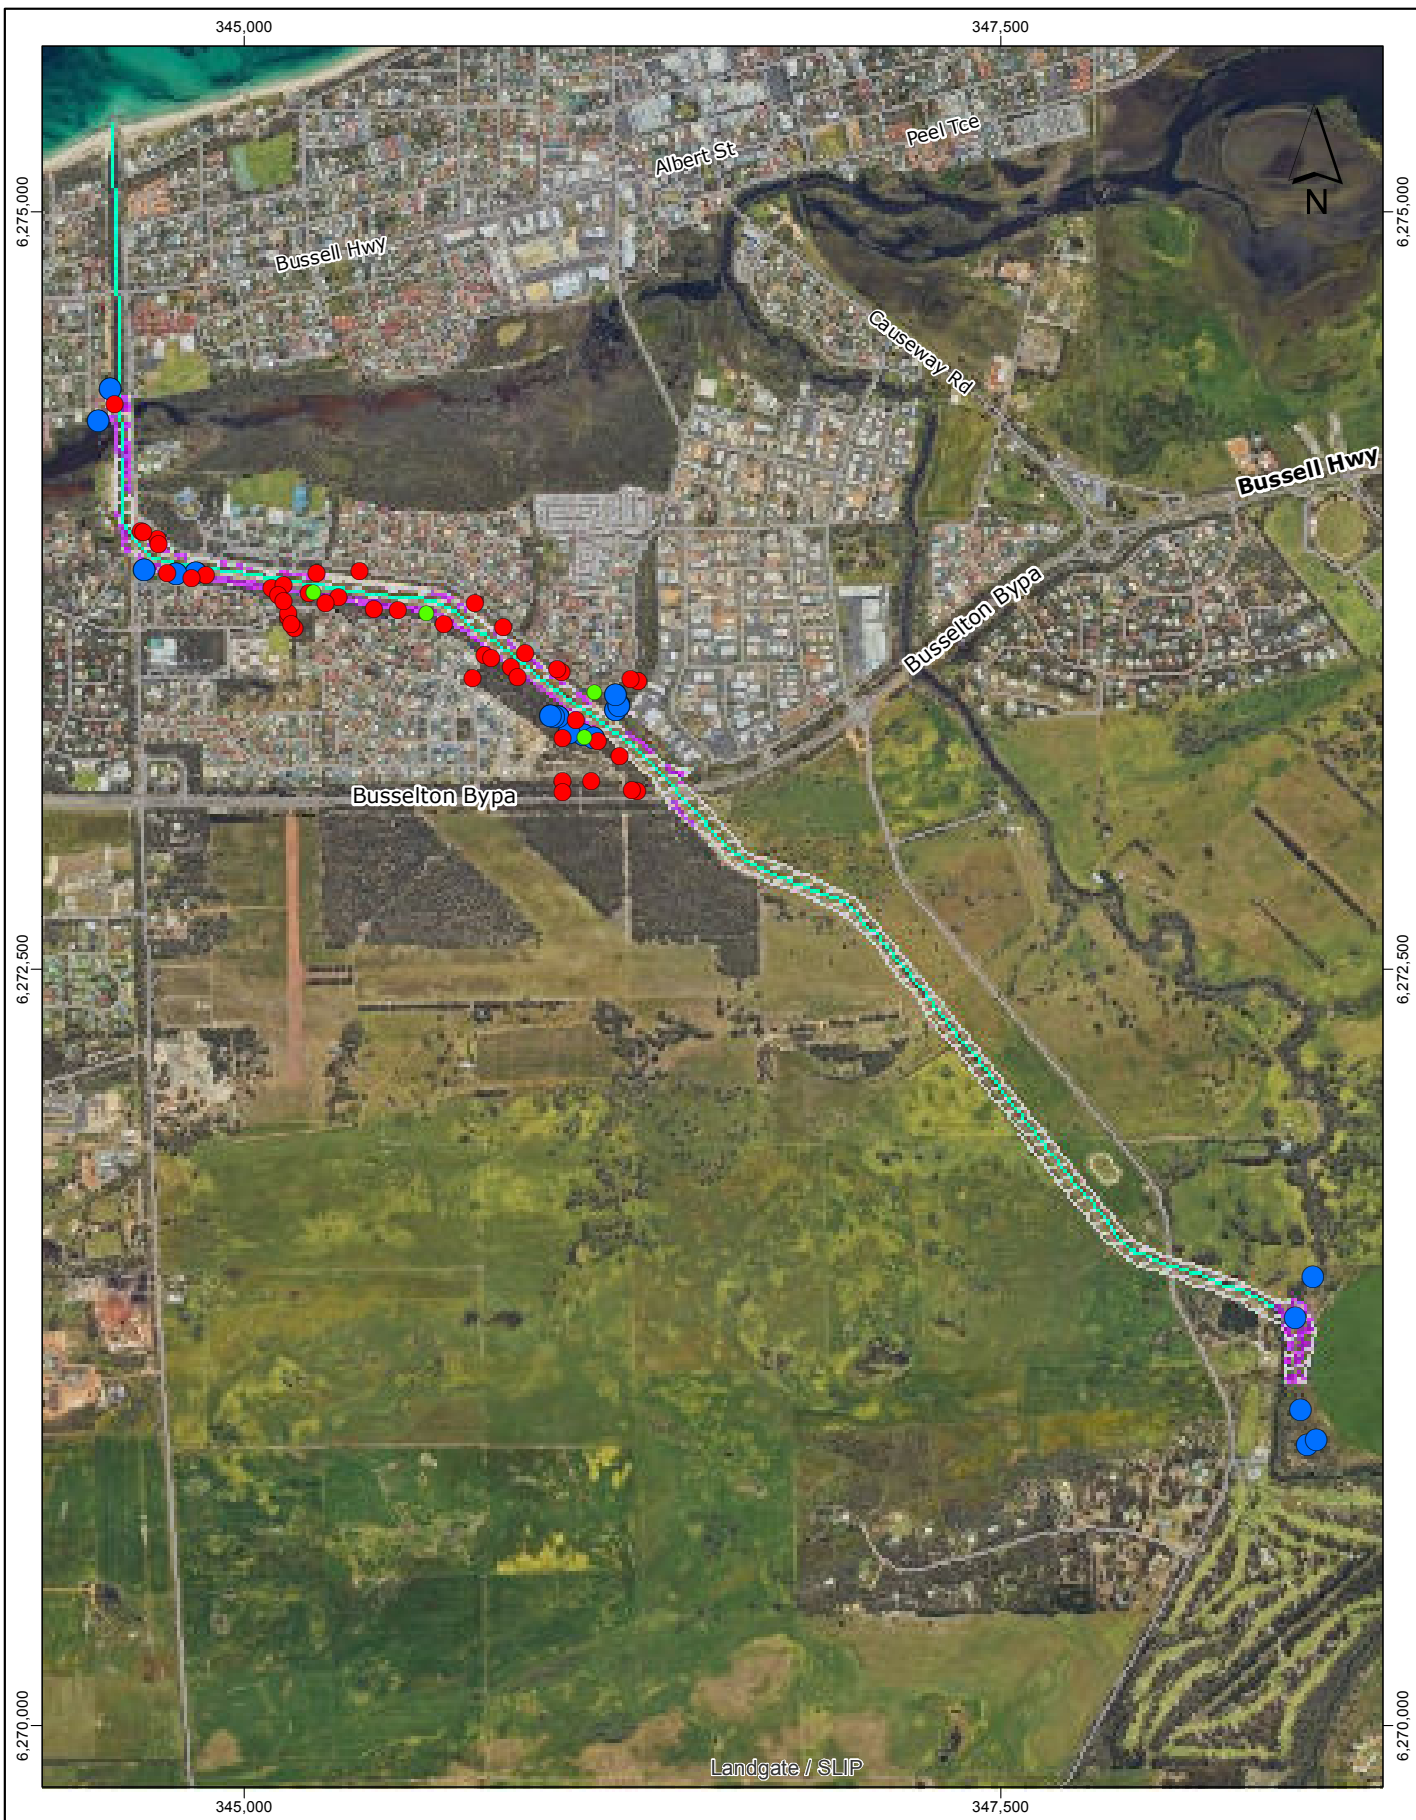 345,000
347,500
Peel Tce
Albert St
6,275,000
6,275,000
N
Bussell Hwy
Causeway Rd
Bussell Hwy
Busselton Bypa
Busselton Bypa
6,272,500
6,272,500
6,270,000
6,270,000
Landgate / SLIP
345,000
347,500